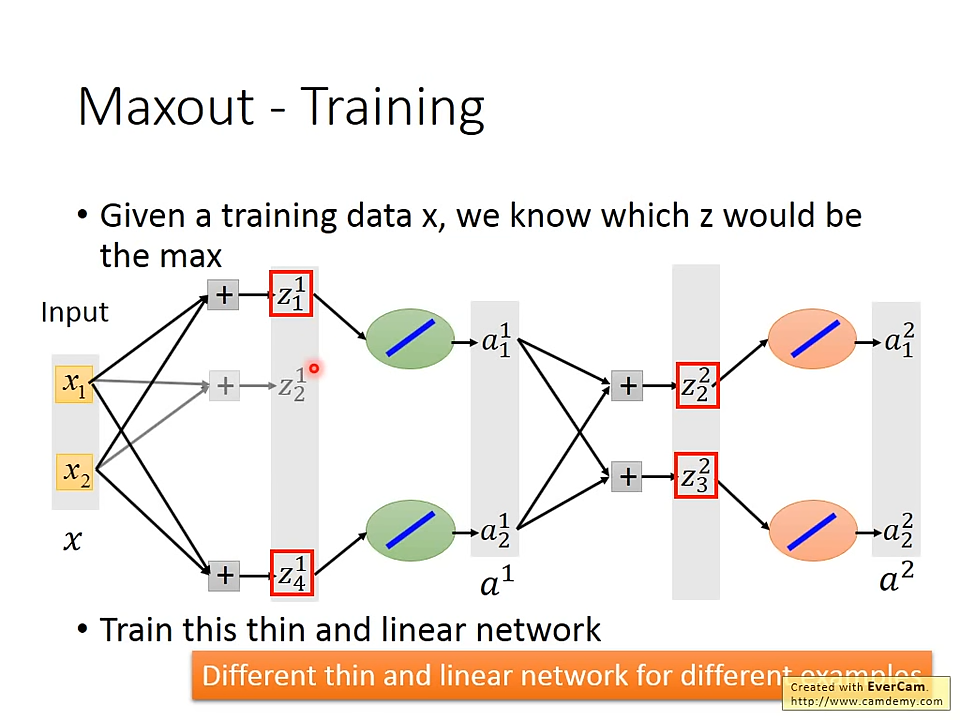 Maxout - Training
• Given a training data x, we know which z would be
the max
Input
+ z₁¹
a₁¹
a₁²
x₁
+ z₂¹
+ z₂²
x₂
+ z₃²
a₂¹
a₂²
x
+ z₄¹
a¹
a²
• Train this thin and linear network
Different thin and linear network for different examples
Created with EverCam.
http://www.camdemy.com